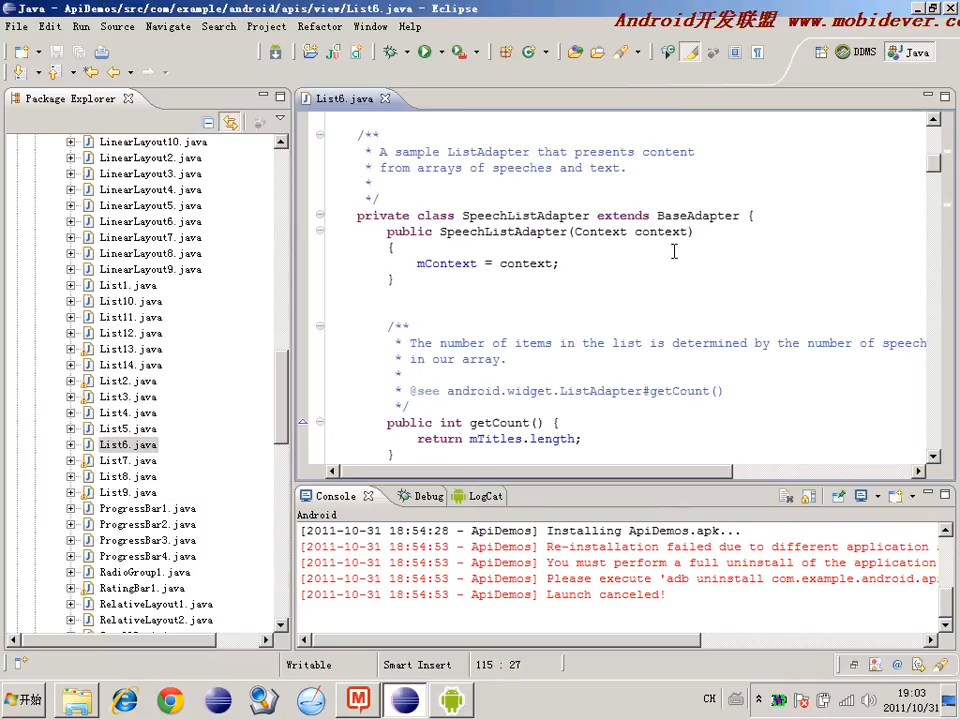 Java - ApiDemos/src/com/example/android/apis/view/List6.java - Eclipse
Android开发联盟 www.mobidever.com
File Edit Run Source Navigate Search Project Refactor Window Help
DDMS Java
Package Explorer
List6.java
LinearLayout10.java
LinearLayout2.java
LinearLayout3.java
LinearLayout4.java
LinearLayout5.java
LinearLayout6.java
LinearLayout7.java
LinearLayout8.java
LinearLayout9.java
List1.java
List10.java
List11.java
List12.java
List13.java
List14.java
List2.java
List3.java
List4.java
List5.java
List6.java
List7.java
List8.java
List9.java
ProgressBar1.java
ProgressBar2.java
ProgressBar3.java
ProgressBar4.java
RadioGroup1.java
RatingBar1.java
RelativeLayout1.java
RelativeLayout2.java
/**
* A sample ListAdapter that presents content
* from arrays of speeches and text.
*
*/
private class SpeechListAdapter extends BaseAdapter {
public SpeechListAdapter(Context context)
{
mContext = context;
}
/**
* The number of items in the list is determined by the number of speech
* in our array.
*
* @see android.widget.ListAdapter#getCount()
*/
public int getCount() {
return mTitles.length;
}
Console Debug LogCat
Android
[2011-10-31 18:54:28 - ApiDemos] Installing ApiDemos.apk...
[2011-10-31 18:54:53 - ApiDemos] Re-installation failed due to different application
[2011-10-31 18:54:53 - ApiDemos] You must perform a full uninstall of the application
[2011-10-31 18:54:53 - ApiDemos] Please execute 'adb uninstall com.example.android.ap
[2011-10-31 18:54:53 - ApiDemos] Launch canceled!
Writable Smart Insert 115 : 27
开始
CH
19:03
2011/10/31